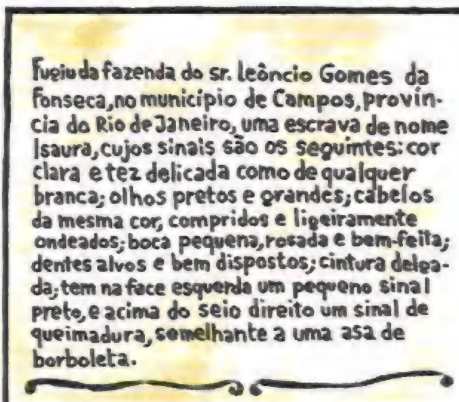 Fugiu da fazenda do sr. Leôncio Gomes da
Fonseca, no município de Campos, provín-
cia do Rio de Janeiro, uma escrava de nome
Isaura, cujos sinais são os seguintes: cor
clara e tez delicada como de qualquer
branca; olhos pretos e grandes; cabelos
da mesma cor, compridos e ligeiramente
ondeados; boca pequena, rosada e bem-feita;
dentes alvos e bem dispostos; cintura delga-
da; tem na face esquerda um pequeno sinal
preto, e acima do seio direito um sinal de
queimadura, semelhante a uma asa de
borboleta.